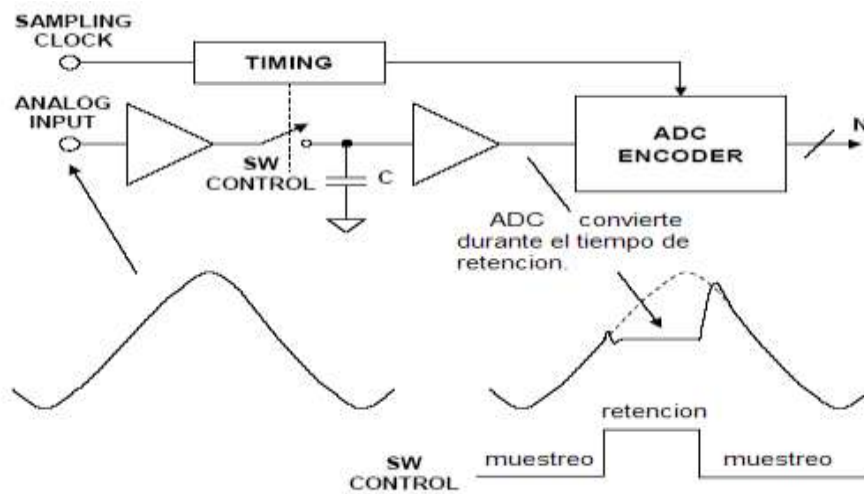 SAMPLING
CLOCK
TIMING
ANALOG
INPUT
SW
CONTROL
C
ADC
ENCODER
N
ADC convierte
durante el tiempo de
retencion.
retencion
SW
CONTROL
muestreo
muestreo